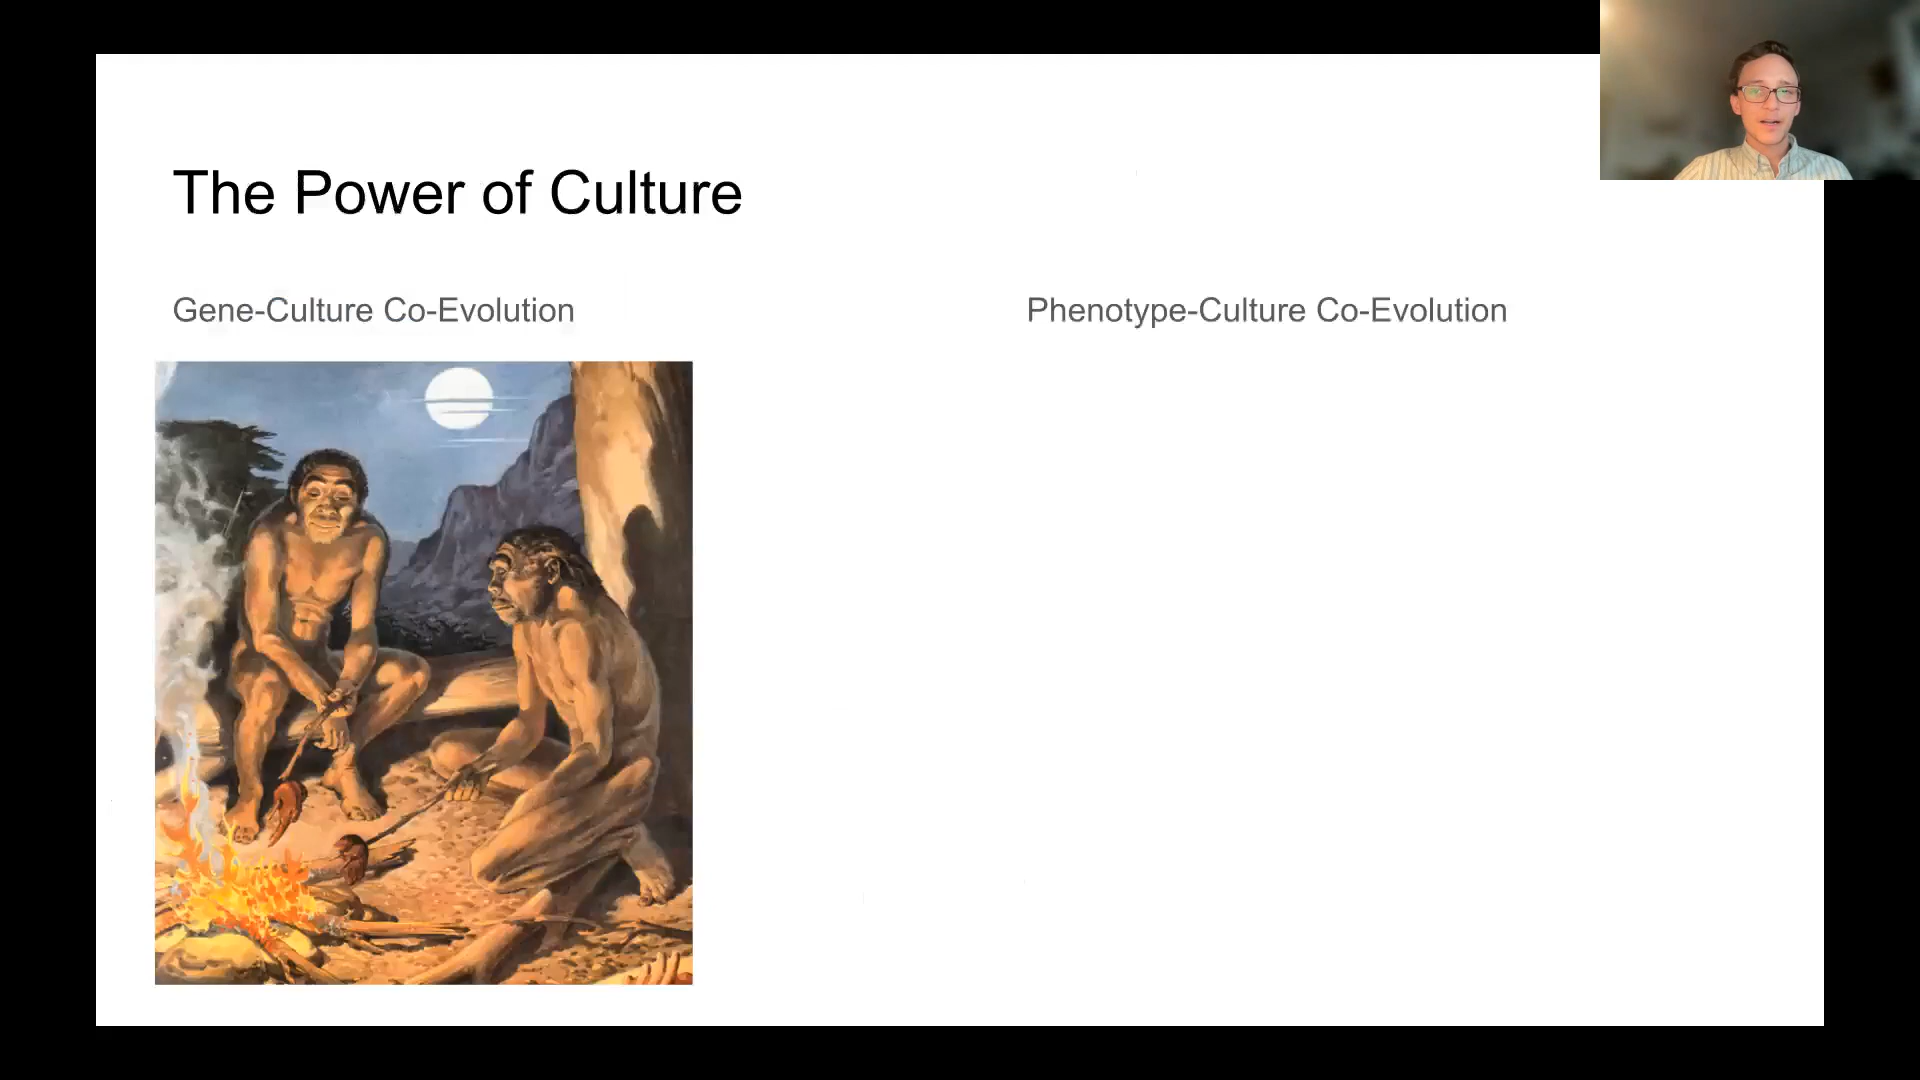 The Power of Culture
Gene-Culture Co-Evolution
Phenotype-Culture Co-Evolution